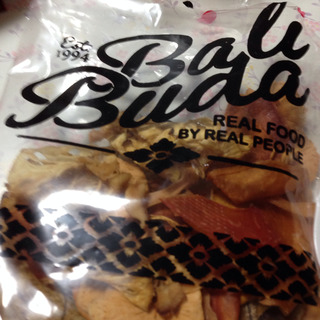 Est.
1994
Bali
Buda
REAL FOOD
BY REAL PEOPLE